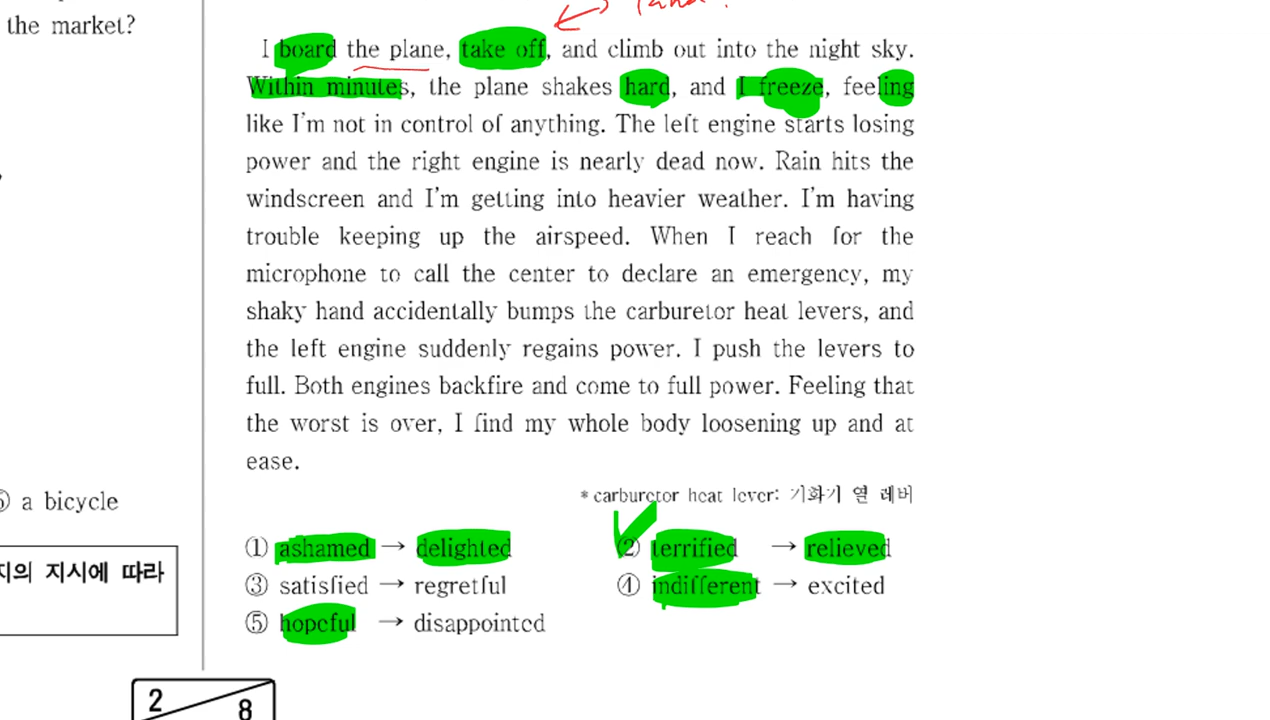 the market?
I board the plane, take off, and climb out into the night sky.
Within minutes, the plane shakes hard, and I freeze, feeling
like I'm not in control of anything. The left engine starts losing
power and the right engine is nearly dead now. Rain hits the
windscreen and I'm getting into heavier weather. I'm having
trouble keeping up the airspeed. When I reach for the
microphone to call the center to declare an emergency, my
shaky hand accidentally bumps the carburetor heat levers, and
the left engine suddenly regains power. I push the levers to
full. Both engines backfire and come to full power. Feeling that
the worst is over, I find my whole body loosening up and at
ease.
* carburetor heat lever: 기화기 열 레버
⑤ a bicycle
① ashamed → delighted
② terrified → relieved
③ satisfied → regretful
④ indifferent → excited
⑤ hopeful → disappointed
지의 지시에 따라
2
8